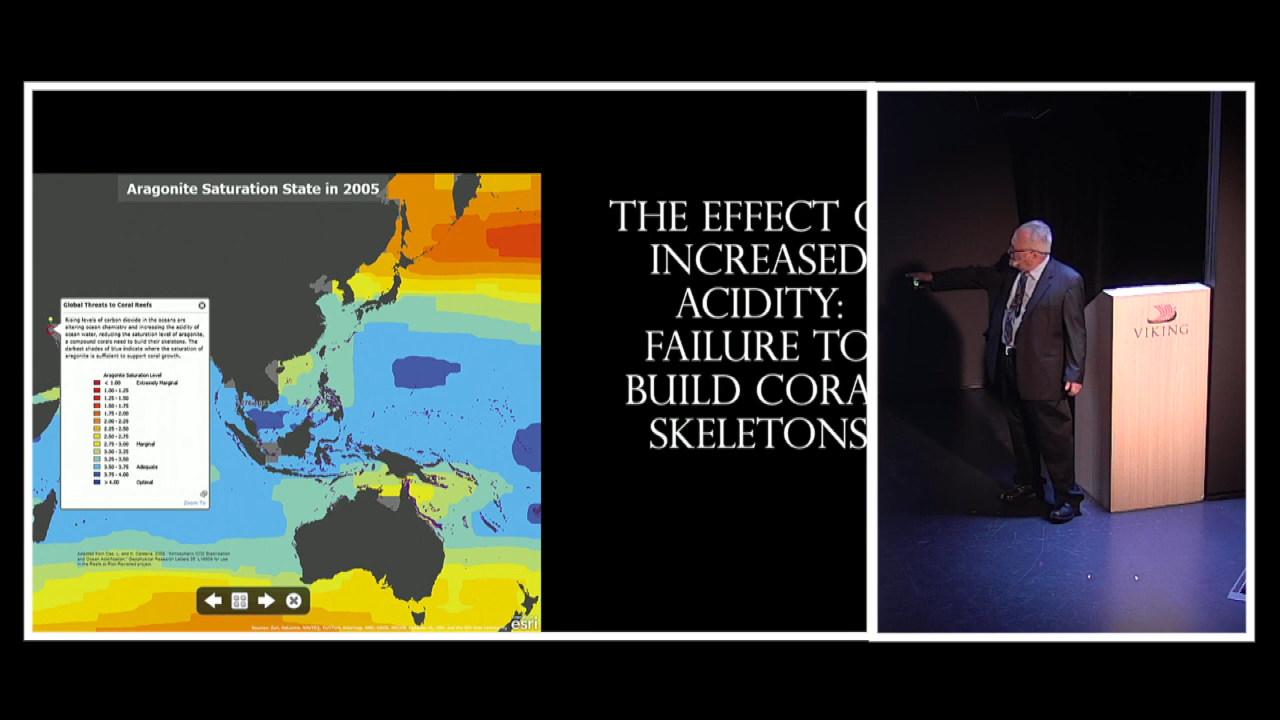 Aragonite Saturation State in 2005
Global Threats to Coral Reefs
Rising levels of carbon dioxide in the oceans are
altering ocean chemistry and increasing the acidity of
ocean water, reducing the saturation level of aragonite,
a compound corals need to build their skeletons. The
darkest shades of blue indicate where the saturation of
aragonite is sufficient to support coral growth.
Aragonite Saturation Level
< 1.00 Extremely Marginal
1.00 - 1.25
1.25 - 1.50
1.50 - 1.75
1.75 - 2.00
2.00 - 2.25
2.25 - 2.50
2.50 - 2.75
2.75 - 3.00 Marginal
3.00 - 3.25
3.25 - 3.50
3.50 - 3.75 Adequate
3.75 - 4.00
> 4.00 Optimal
Zoom To
esri
THE EFFECT
INCREASED
ACIDITY:
FAILURE TO
BUILD CORA
SKELETONS
VIKING